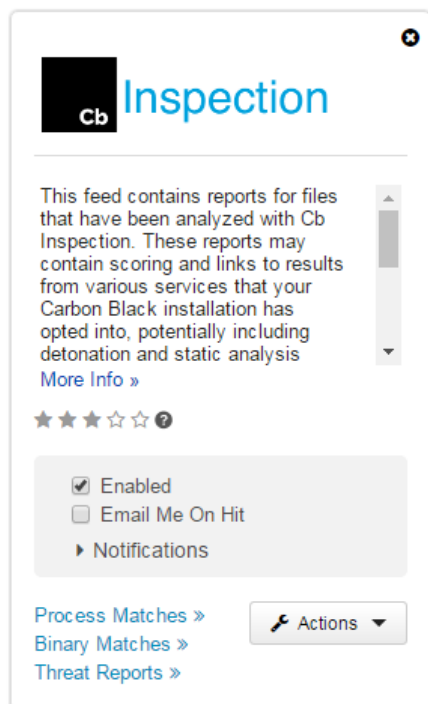 Cb Inspection
This feed contains reports for files
that have been analyzed with Cb
Inspection. These reports may
contain scoring and links to results
from various services that your
Carbon Black installation has
opted into, potentially including
detonation and static analysis
More Info »
Enabled
Email Me On Hit
Notifications
Process Matches »
Actions
Binary Matches »
Threat Reports »